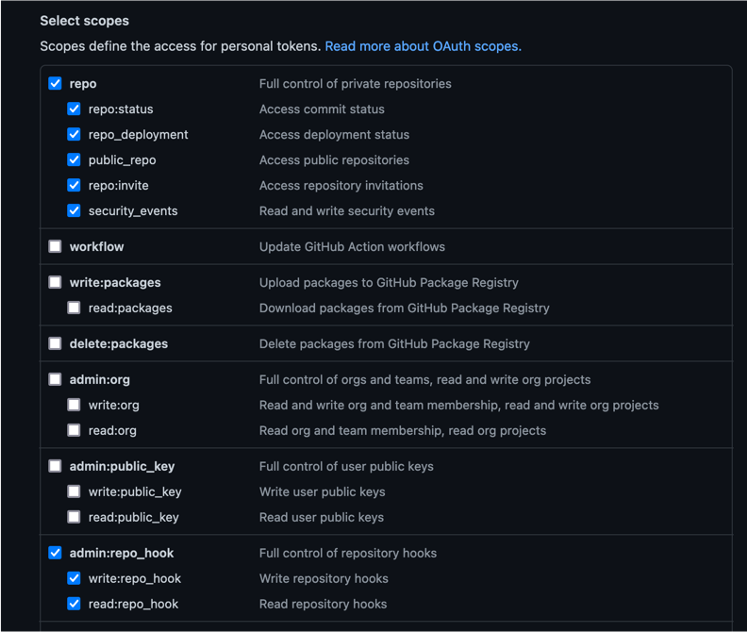 Select scopes
Scopes define the access for personal tokens. Read more about OAuth scopes.
repo Full control of private repositories
repo:status Access commit status
repo_deployment Access deployment status
public_repo Access public repositories
repo:invite Access repository invitations
security_events Read and write security events
workflow Update GitHub Action workflows
write:packages Upload packages to GitHub Package Registry
read:packages Download packages from GitHub Package Registry
delete:packages Delete packages from GitHub Package Registry
admin:org Full control of orgs and teams, read and write org projects
write:org Read and write org and team membership, read and write org projects
read:org Read org and team membership, read org projects
admin:public_key Full control of user public keys
write:public_key Write user public keys
read:public_key Read user public keys
admin:repo_hook Full control of repository hooks
write:repo_hook Write repository hooks
read:repo_hook Read repository hooks